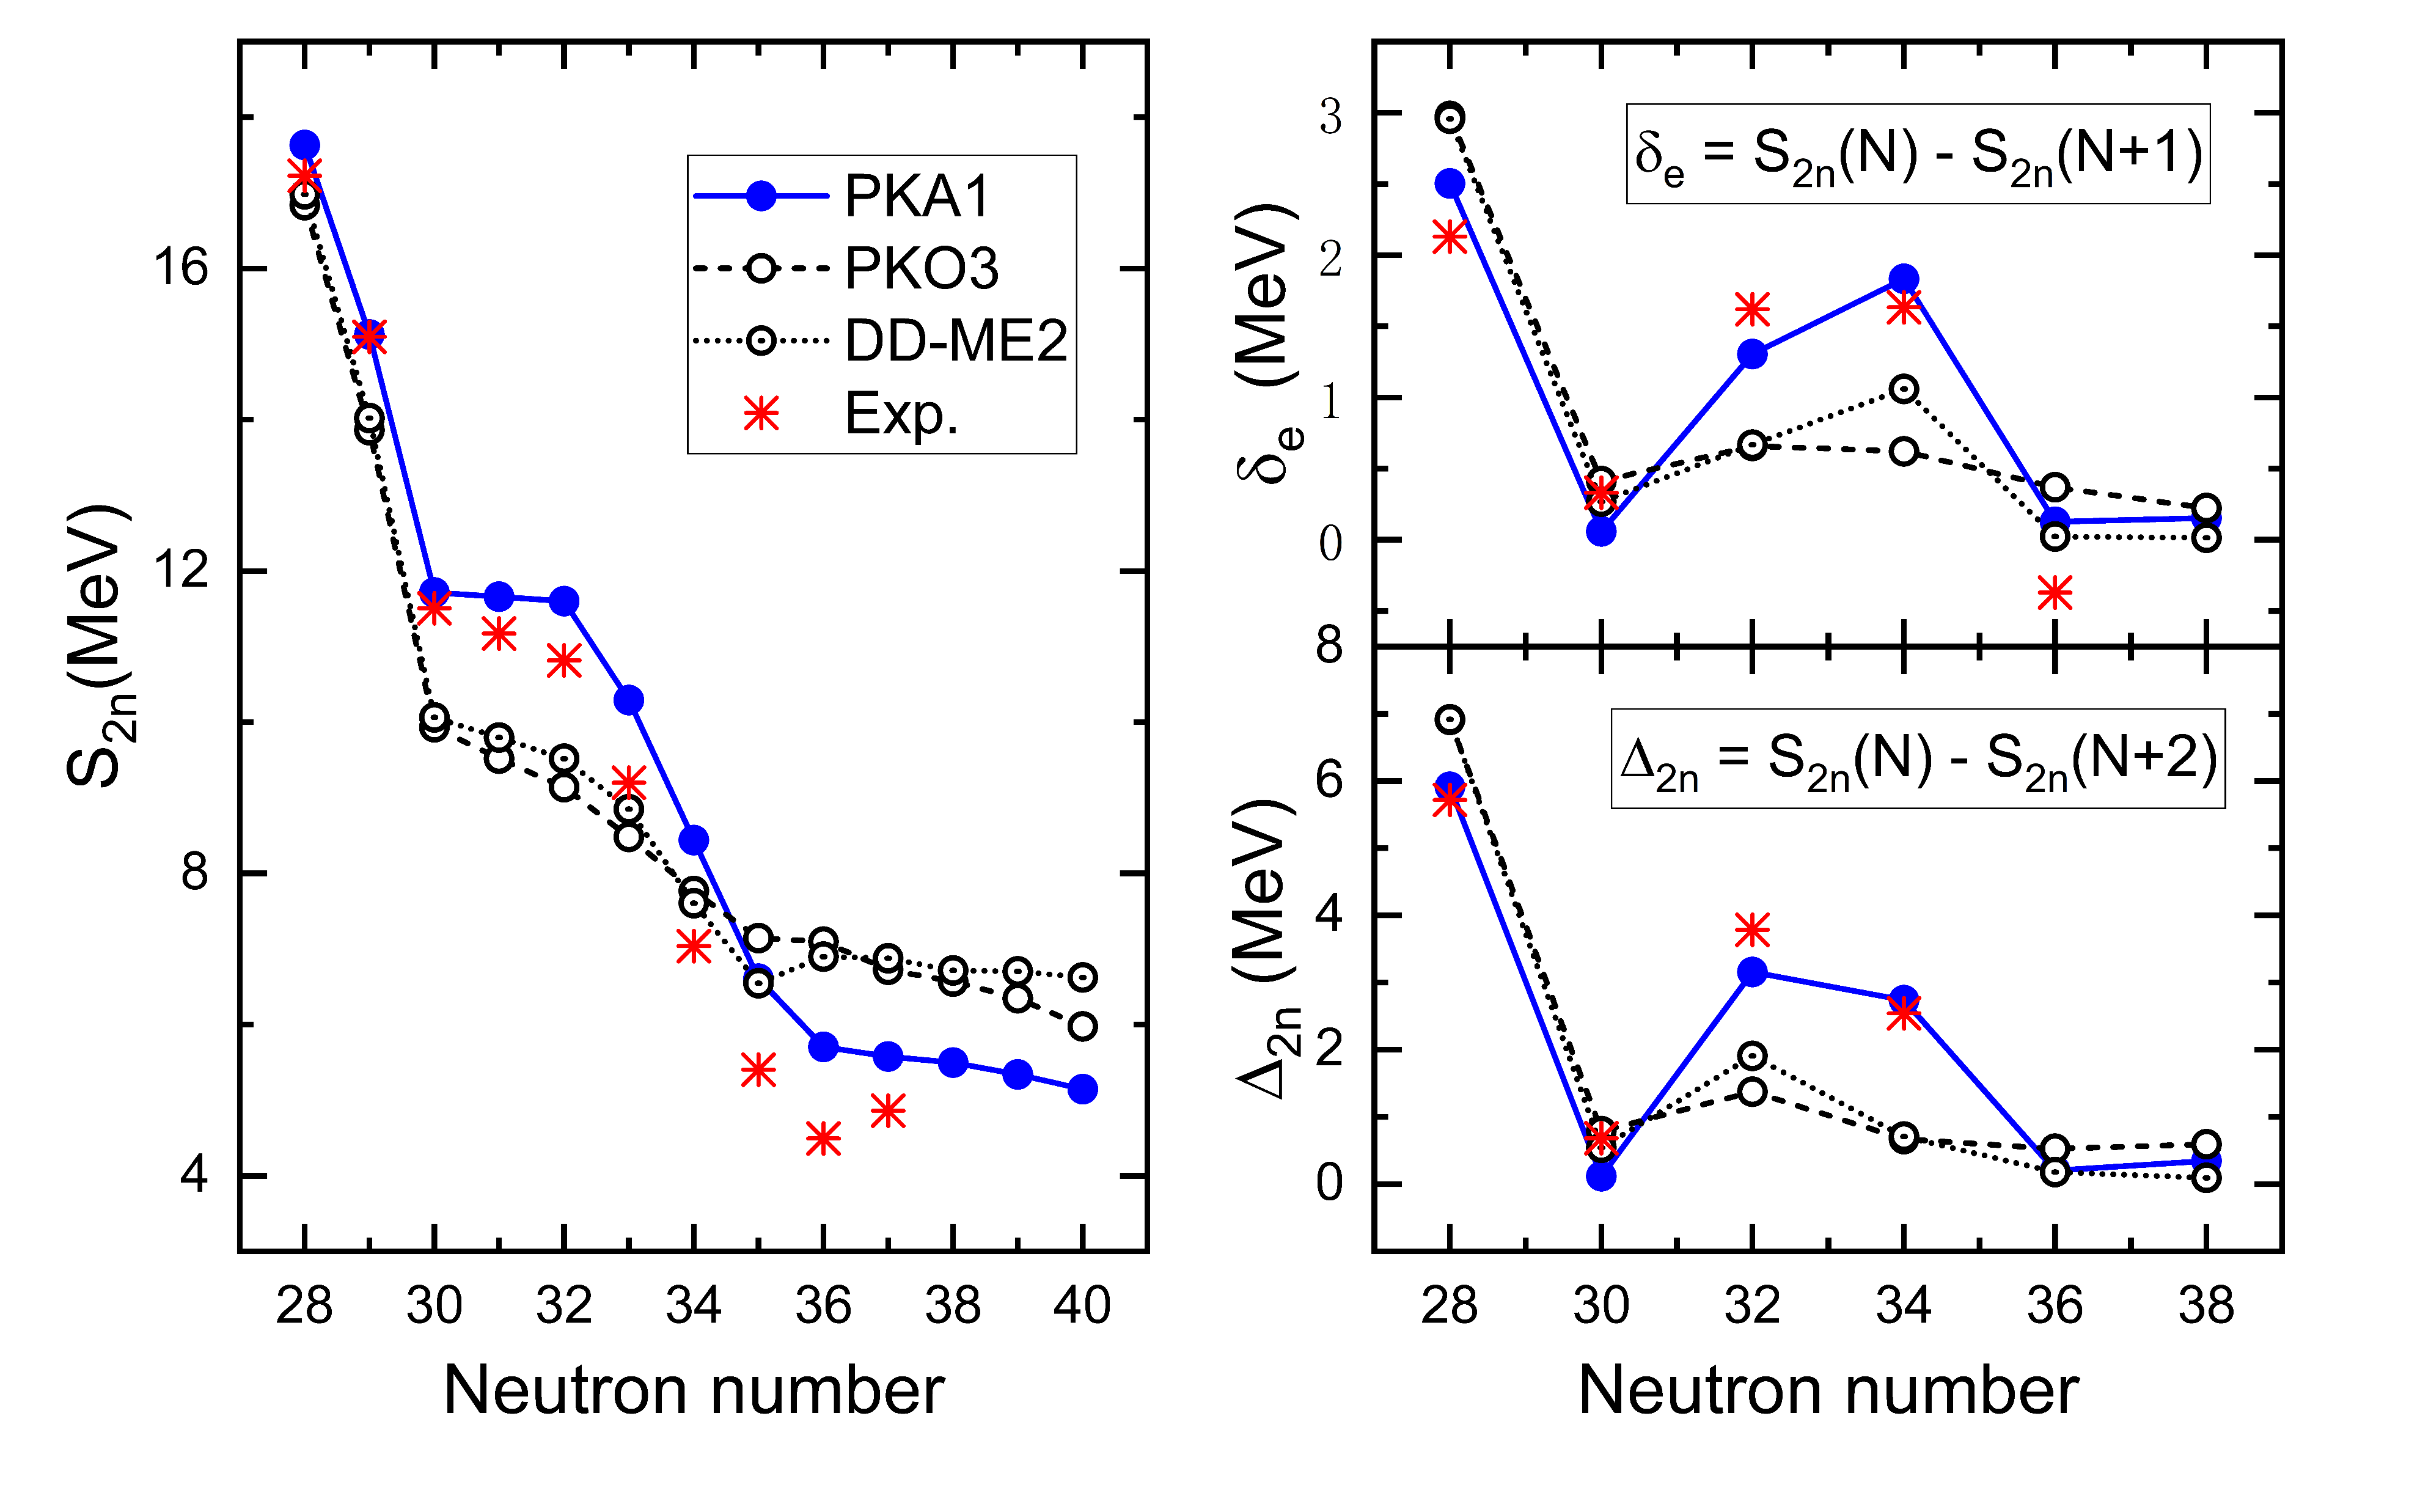 S2n(MeV)
16
12
8
4
PKA1
PKO3
DD-ME2
Exp.
28 30 32 34 36 38 40
Neutron number
δe (MeV)
3
2
1
0
δe = S2n(N) - S2n(N+1)
Δ2n (MeV)
8
6
4
2
0
Δ2n = S2n(N) - S2n(N+2)
28 30 32 34 36 38
Neutron number